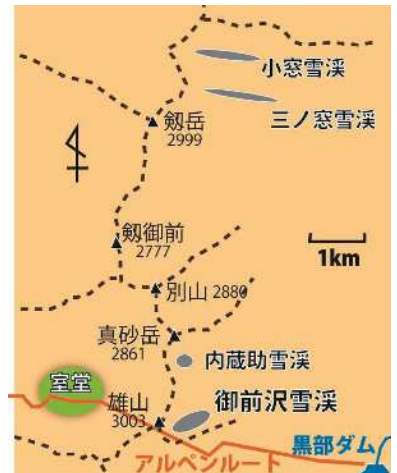 小窓雪渓
三ノ窓雪渓
剱岳
2999
剱御前
2777
1km
別山 2880
真砂岳
2861
内蔵助雪渓
室堂
雄山
3003
御前沢雪渓
黒部ダム
アルペンルート